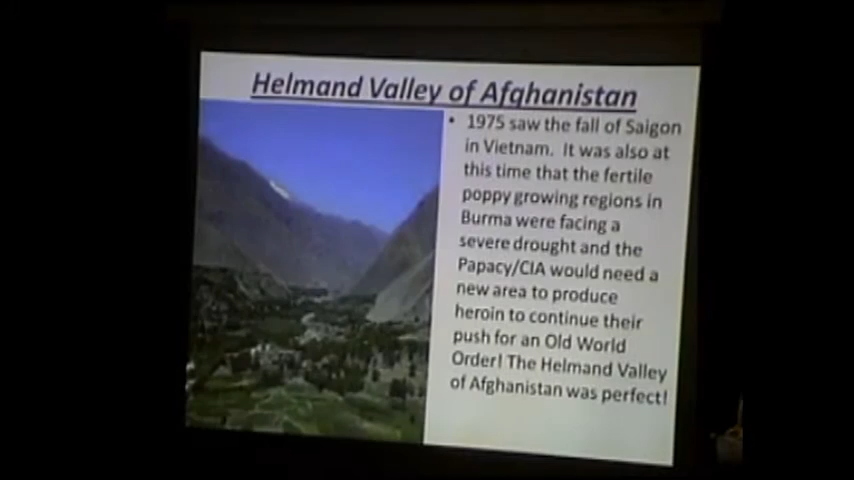 Helmand Valley of Afghanistan
• 1975 saw the fall of Saigon
in Vietnam. It was also at
this time that the fertile
poppy growing regions in
Burma were facing a
severe drought and the
Papacy/CIA would need a
new area to produce
heroin to continue their
push for an Old World
Order! The Helmand Valley
of Afghanistan was perfect!